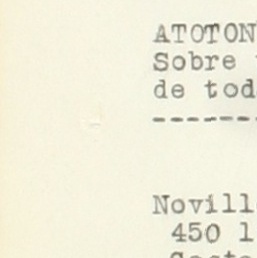 ATOTON
Sobre
de tod
---------
Novill
450 l